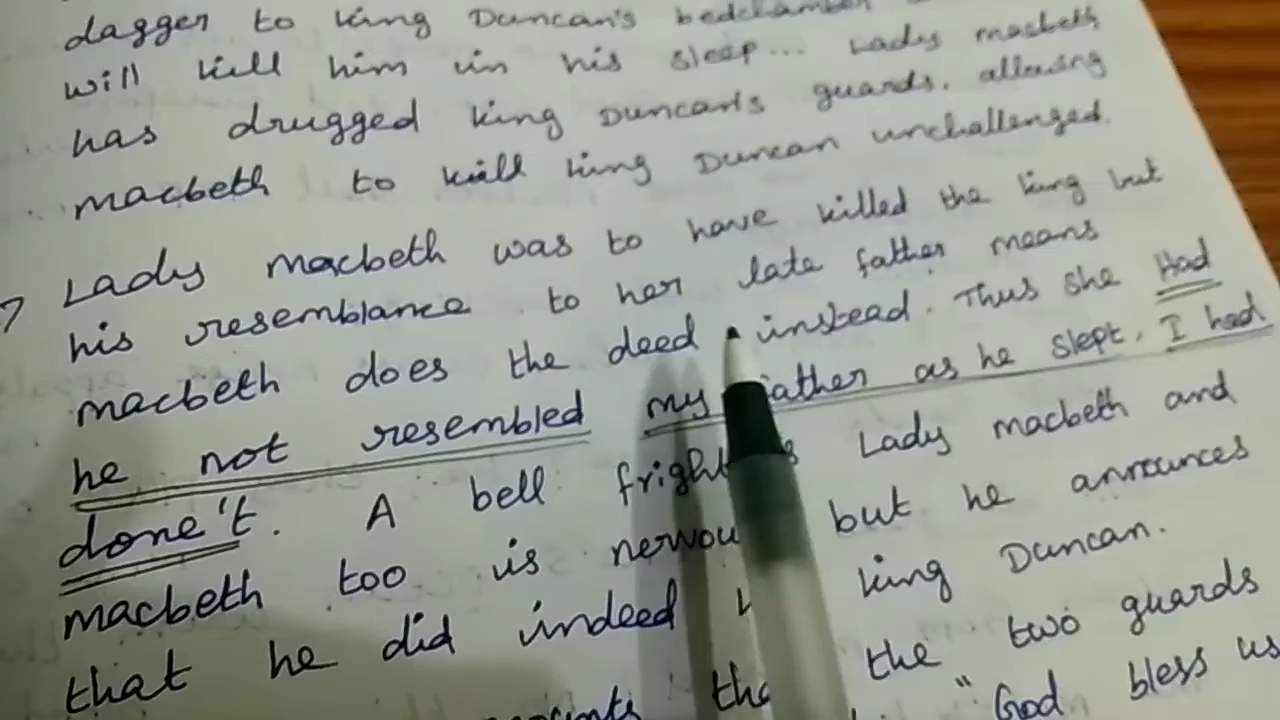 dagger to king Duncan's bedchamber
will kill him in his sleep... Lady macbeth
has drugged king Duncan's guards. allowing
macbeth to kill king Duncan unchallenged.
Lady macbeth was to have killed the king but
his resemblance to her late father means
macbeth does the deed instead. Thus she Had
he not resembled my father as he slept, I had
done't. A bell frightens Lady macbeth and
macbeth too is nervous but he announces
that he did indeed king Duncan.
the two guards
"God bless us